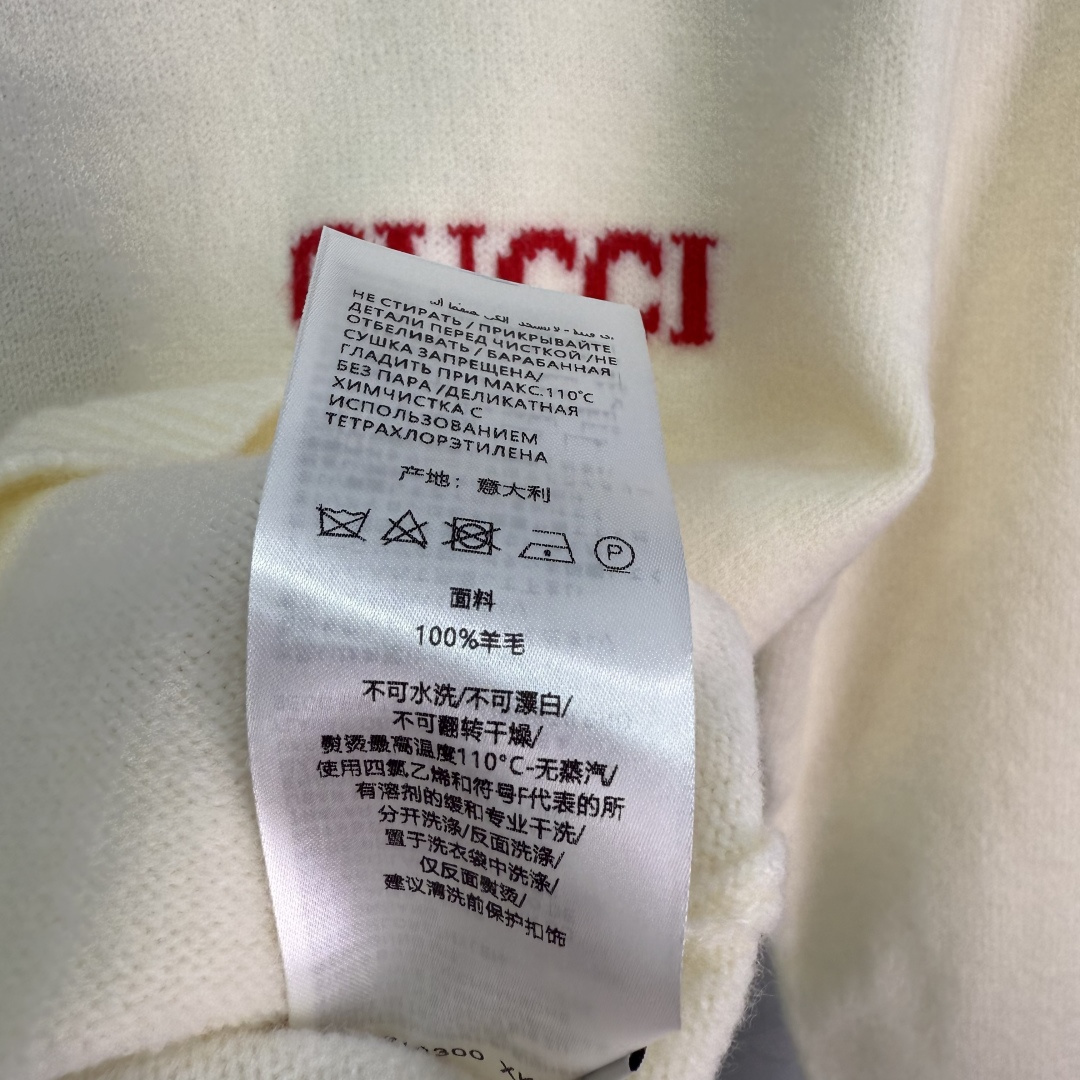 GUCCI
НЕ СТИРАТЬ / ПРИКРЫВАЙТЕ
ДЕТАЛИ ПЕРЕД ЧИСТКОЙ /НЕ
ОТБЕЛИВАТЬ / БАРАБАННАЯ
СУШКА ЗАПРЕЩЕНА/
ГЛАДИТЬ ПРИ МАКС.110°С
БЕЗ ПАРА /ДЕЛИКАТНАЯ
ХИМЧИСТКА С
ИСПОЛЬЗОВАНИЕМ
ТЕТРАХЛОРЭТИЛЕНА
产地：意大利
P
面料
100%羊毛
不可水洗/不可漂白/
不可翻转干燥/
熨烫最高温度110°C-无蒸汽/
使用四氯乙烯和符号F代表的所
有溶剂的缓和专业干洗/
分开洗涤/反面洗涤/
置于洗衣袋中洗涤/
仅反面熨烫/
建议清洗前保护扣饰